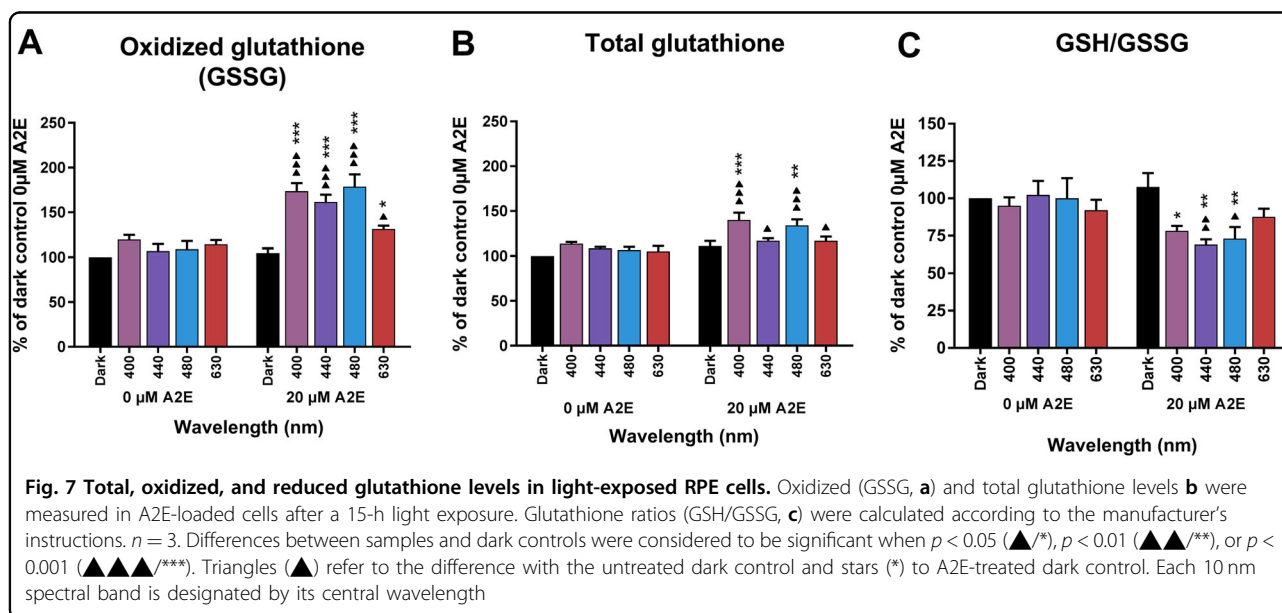 A
Oxidized glutathione
(GSSG)
% of dark control 0µM A2E
250
200
150
100
50
0
▲▲▲ ***
▲▲▲ ***
▲▲▲ ***
▲ *
Dark
400
440
480
630
Dark
400
440
480
630
0 µM A2E
20 µM A2E
Wavelength (nm)
B
Total glutathione
% of dark control 0µM A2E
250
200
150
100
50
0
▲▲▲ ***
▲
▲▲▲ **
▲
Dark
400
440
480
630
Dark
400
440
480
630
0 µM A2E
20 µM A2E
Wavelength (nm)
C
GSH/GSSG
% of dark control 0µM A2E
150
125
100
75
50
25
0
*
▲▲ **
▲ **
Dark
400
440
480
630
Dark
400
440
480
630
0 µM A2E
20 µM A2E
Wavelength (nm)
Fig. 7 Total, oxidized, and reduced glutathione levels in light-exposed RPE cells. Oxidized (GSSG, a) and total glutathione levels b were
measured in A2E-loaded cells after a 15-h light exposure. Glutathione ratios (GSH/GSSG, c) were calculated according to the manufacturer's
instructions. n = 3. Differences between samples and dark controls were considered to be significant when p < 0.05 (▲/*), p < 0.01 (▲▲/**), or p <
0.001 (▲▲▲/***). Triangles (▲) refer to the difference with the untreated dark control and stars (*) to A2E-treated dark control. Each 10 nm
spectral band is designated by its central wavelength